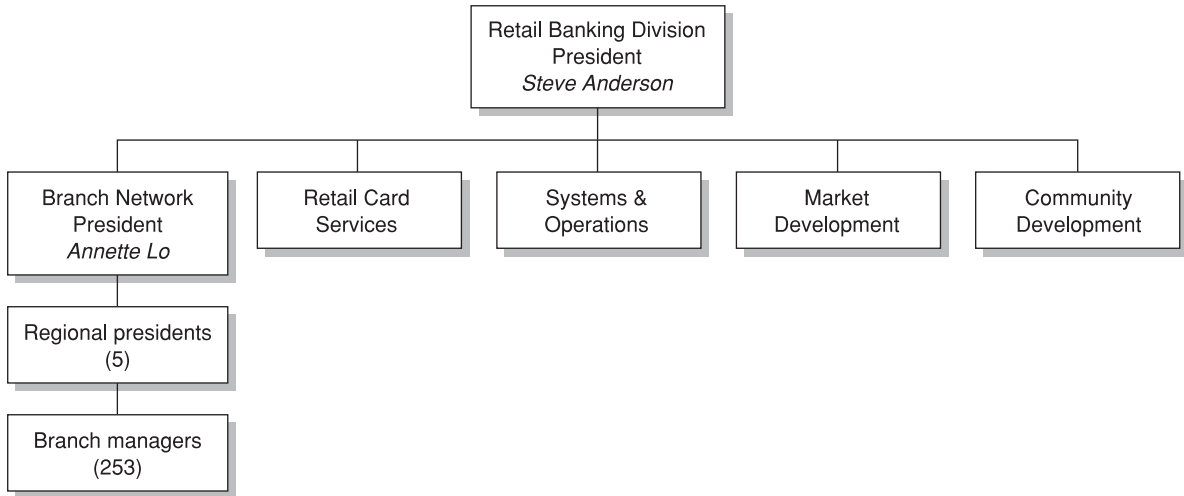 Retail Banking Division
President
Steve Anderson
Branch Network
President
Annette Lo
Retail Card
Services
Systems &
Operations
Market
Development
Community
Development
Regional presidents
(5)
Branch managers
(253)